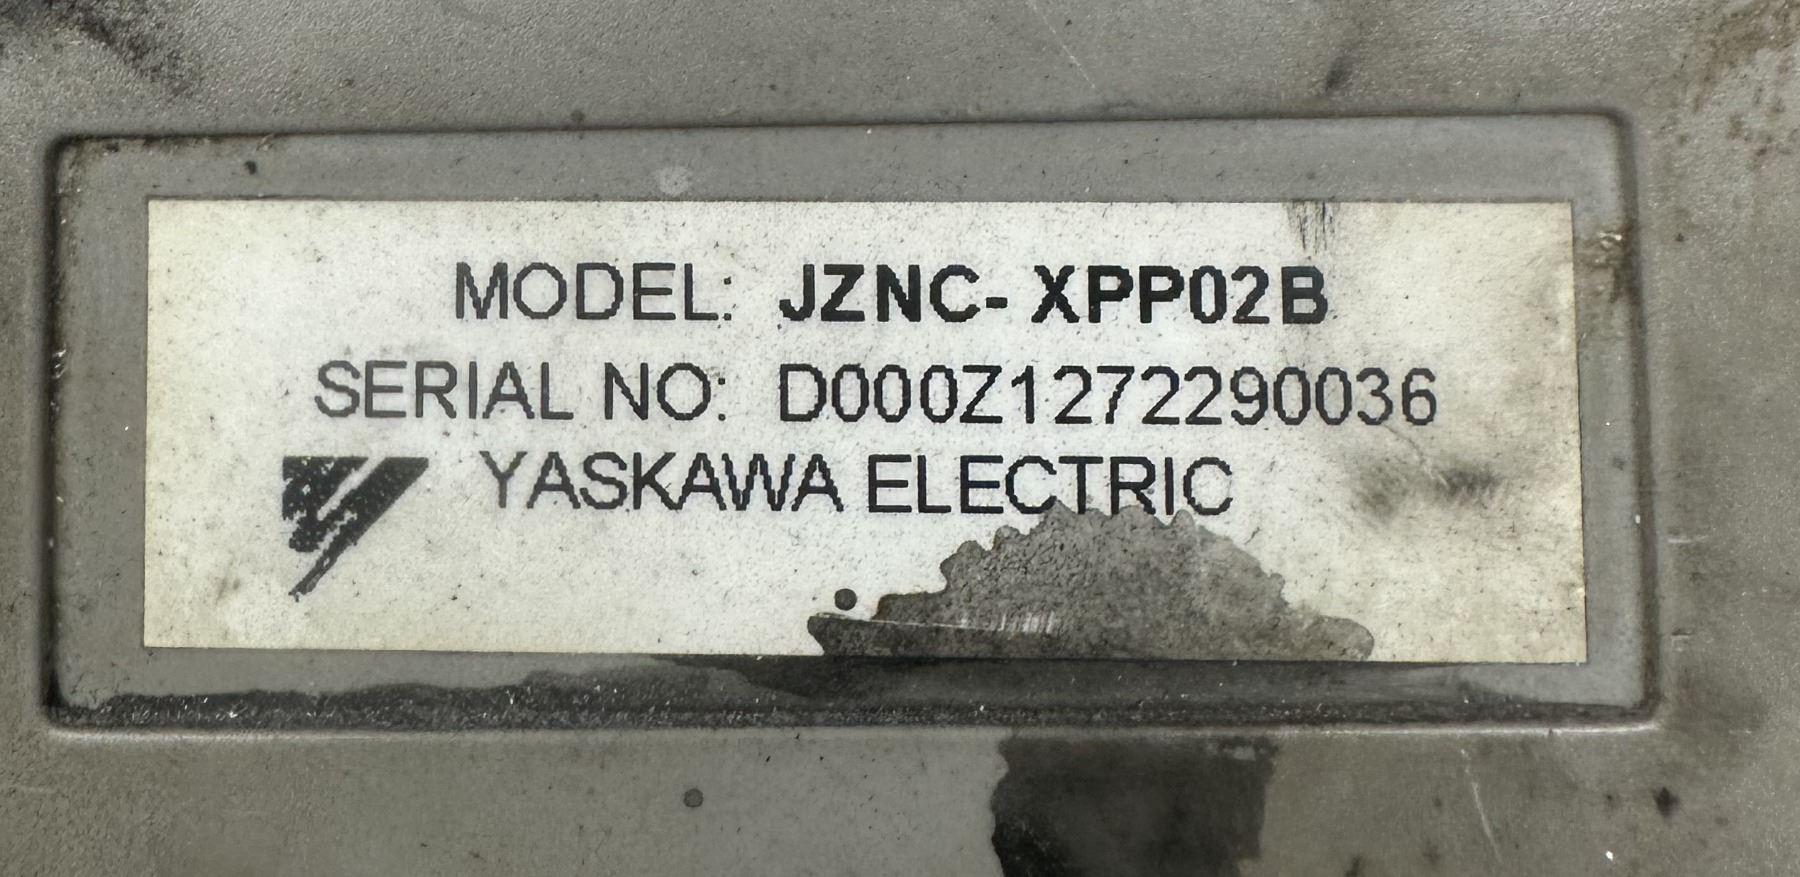 MODEL: JZNC- XPP02B
SERIAL NO: D000Z1272290036
YASKAWA ELECTRIC